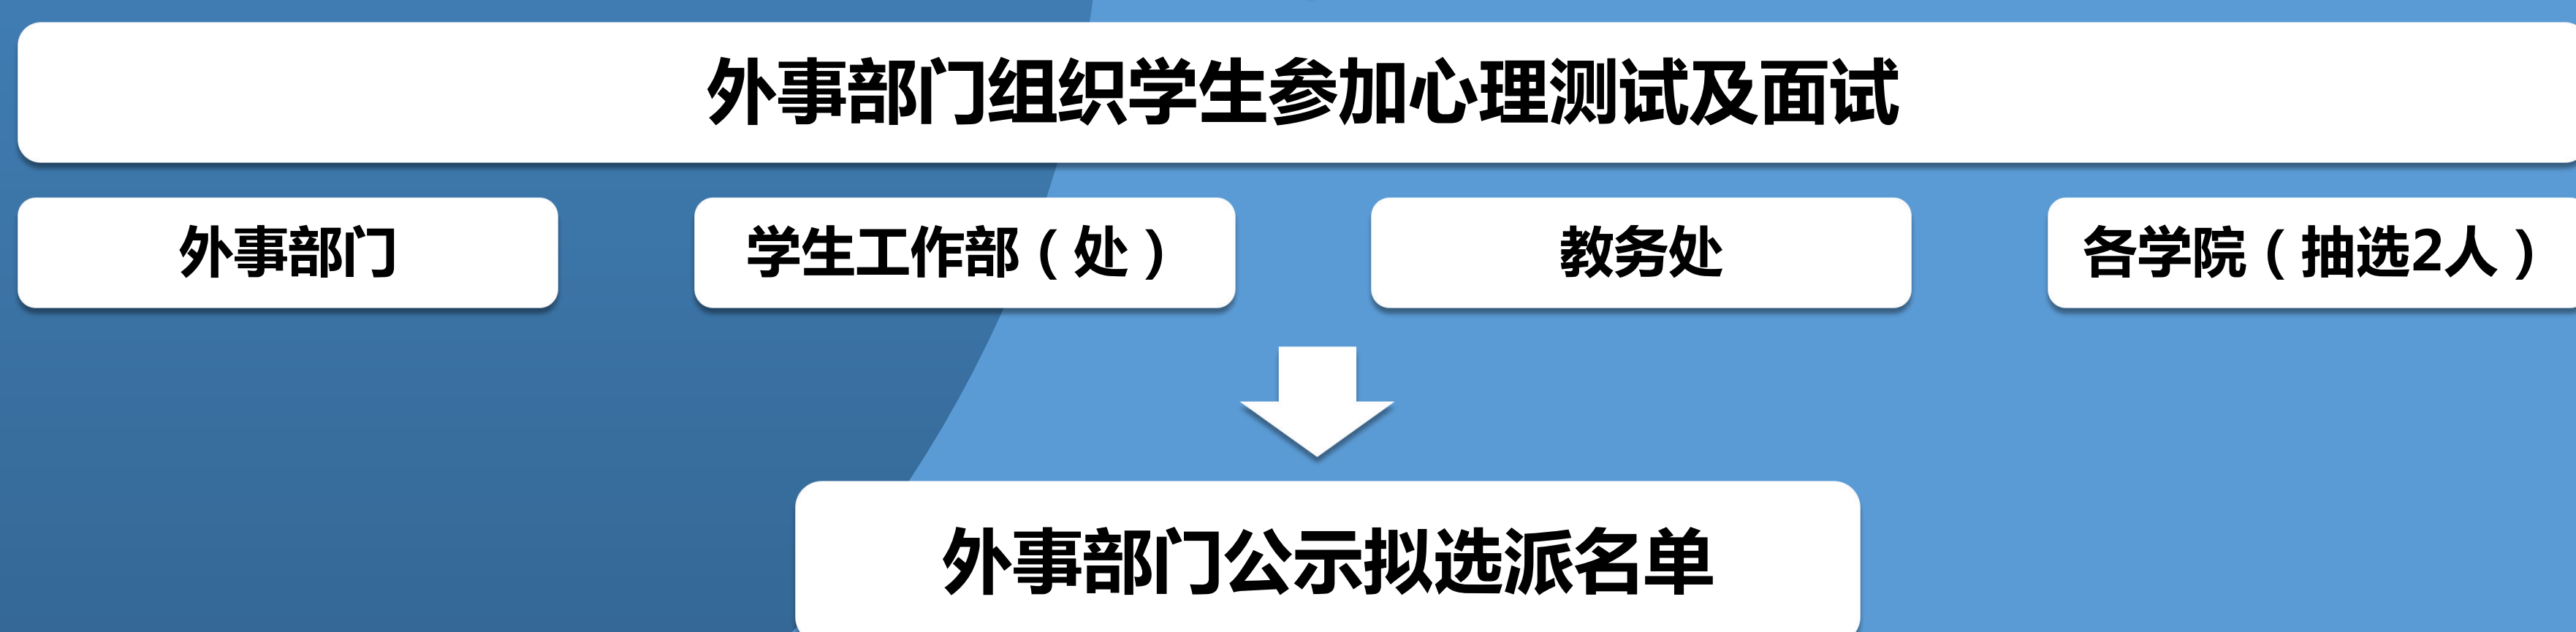 外事部门组织学生参加心理测试及面试
外事部门
学生工作部（处）
教务处
各学院（抽选2人）
外事部门公示拟选派名单